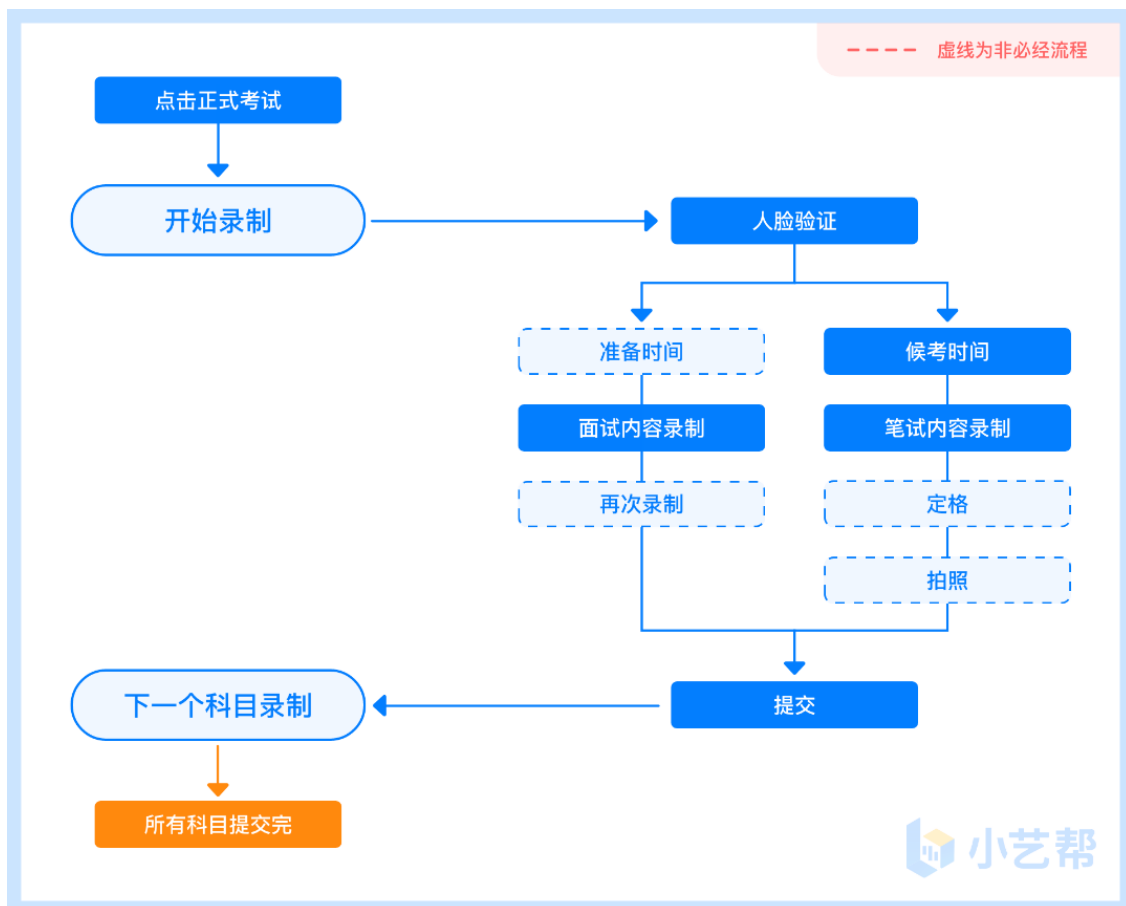 虚线为非必经流程
点击正式考试
开始录制
人脸验证
准备时间
候考时间
面试内容录制
笔试内容录制
再次录制
定格
拍照
下一个科目录制
提交
所有科目提交完
小艺帮